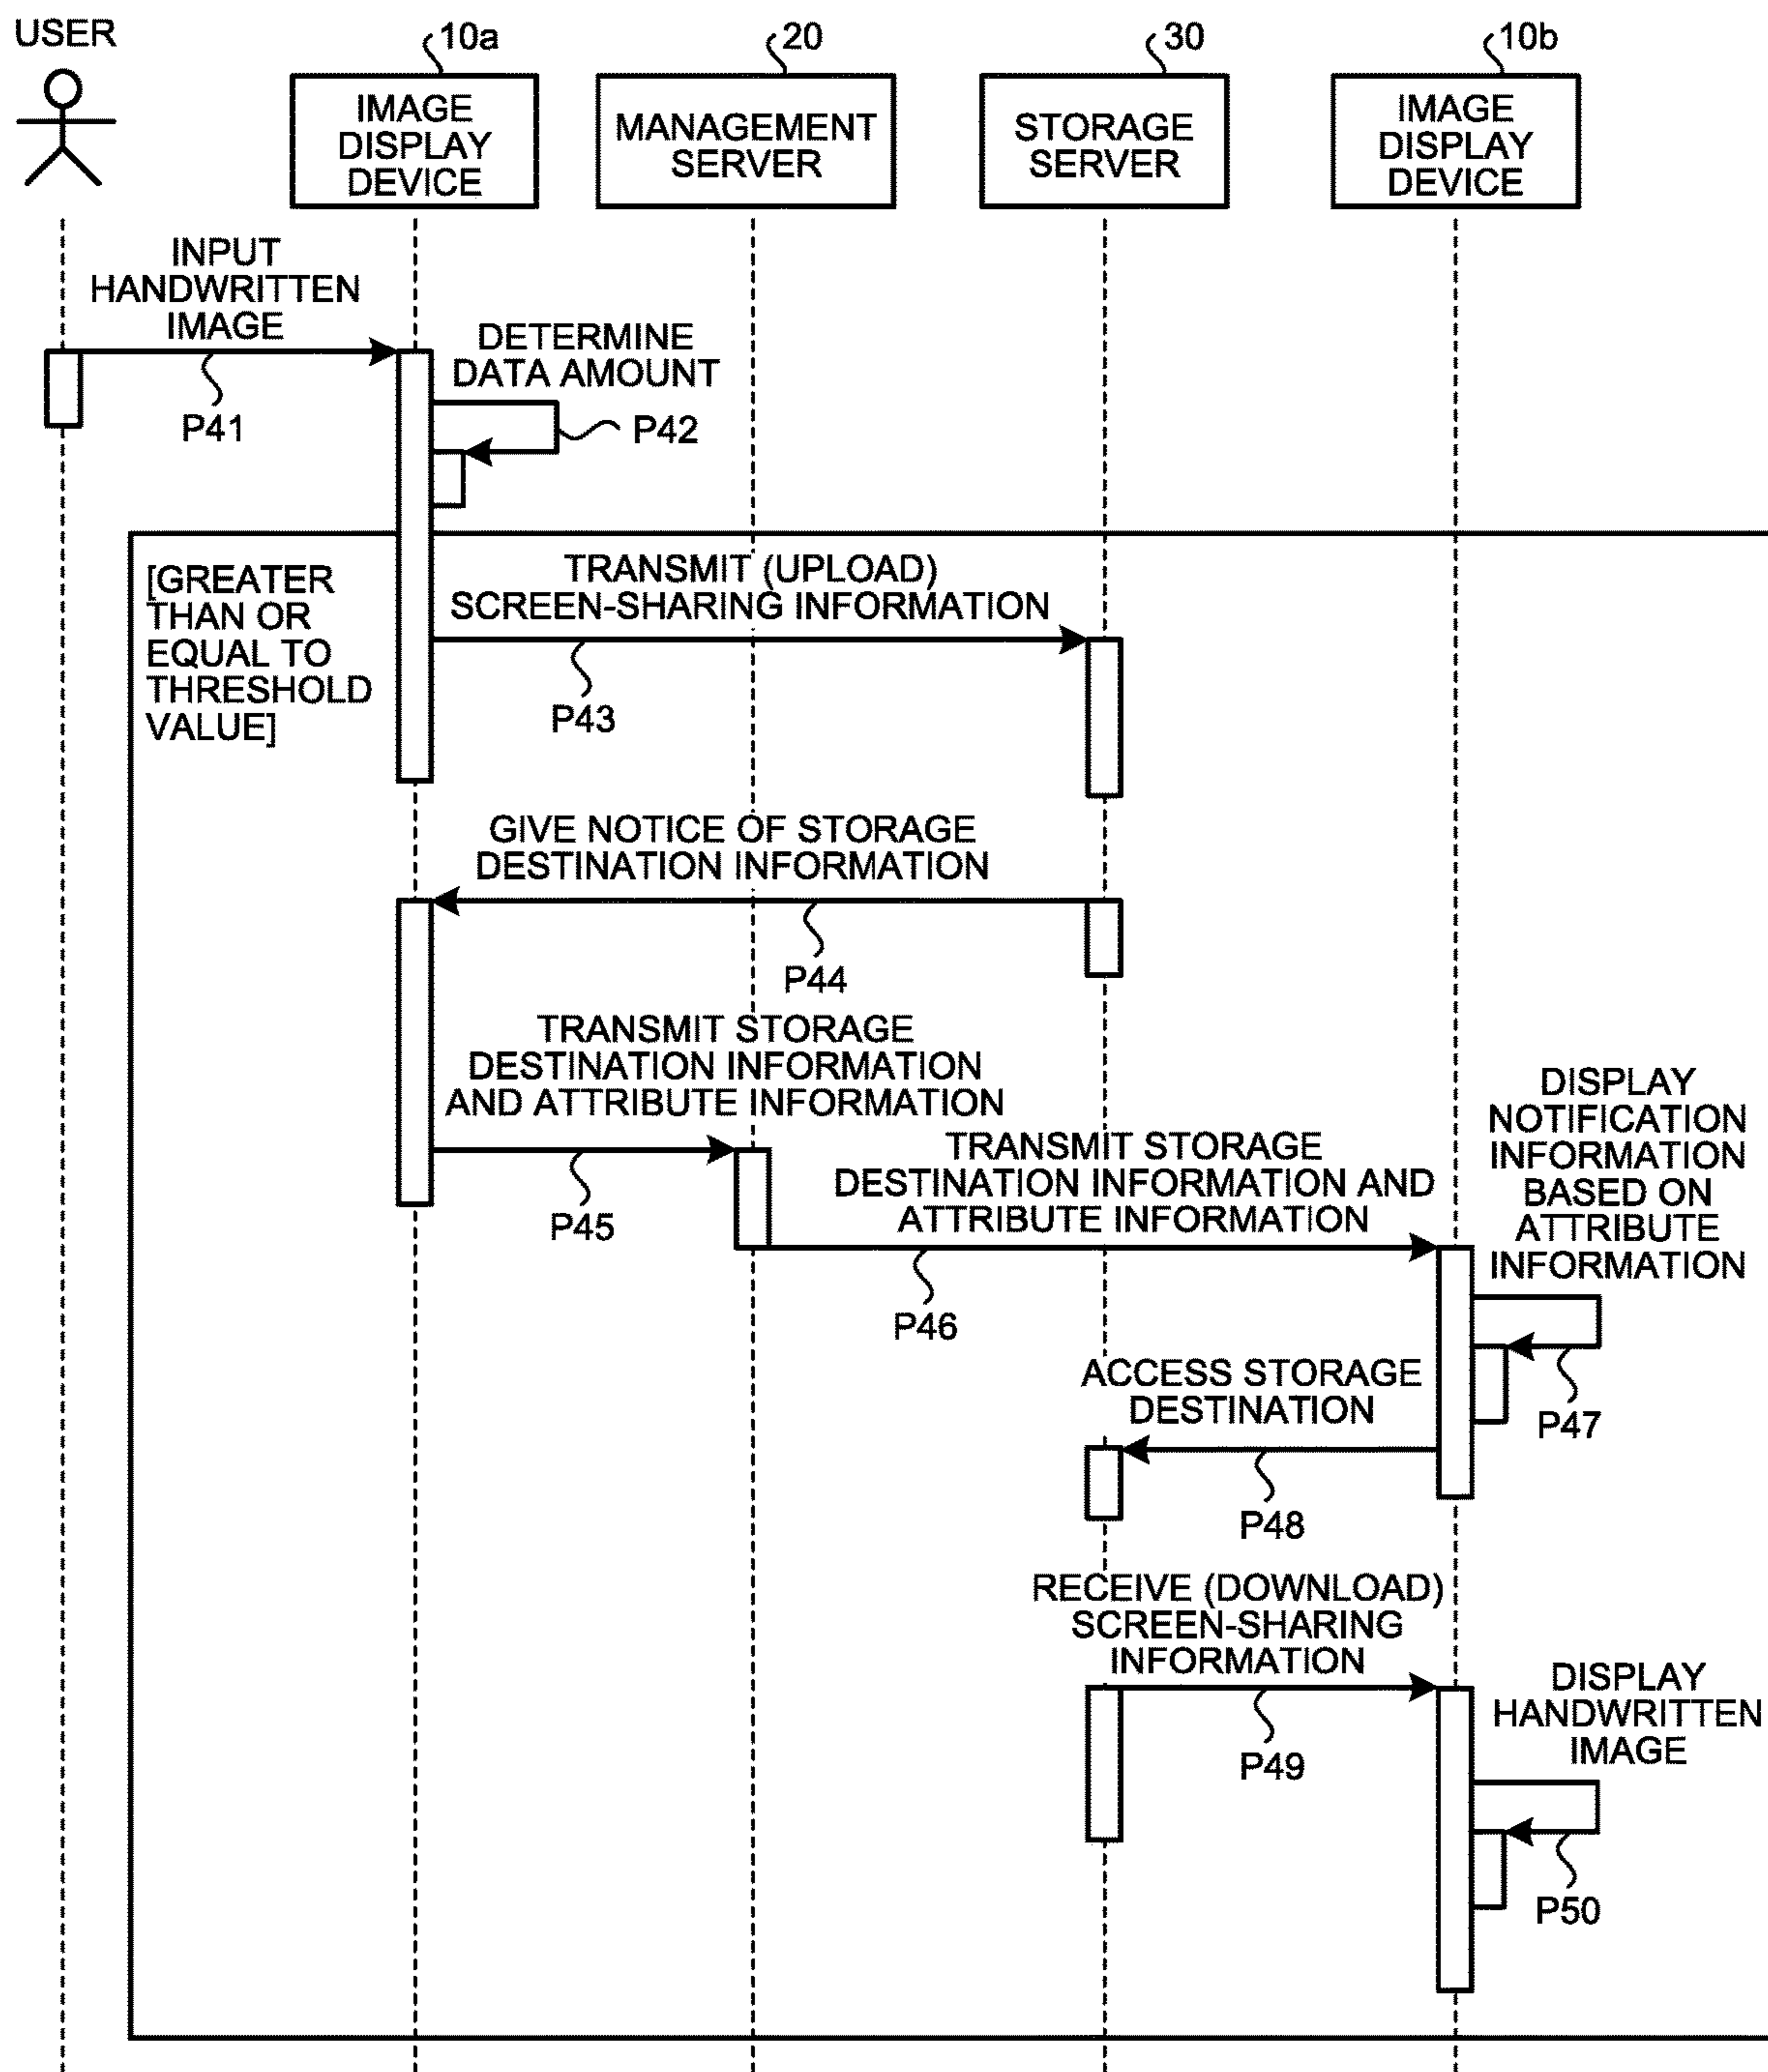 USER
10a
20
30
10b
IMAGE
DISPLAY
DEVICE
MANAGEMENT
SERVER
STORAGE
SERVER
IMAGE
DISPLAY
DEVICE
INPUT
HANDWRITTEN
IMAGE
P41
DETERMINE
DATA AMOUNT
P42
[GREATER
THAN OR
EQUAL TO
THRESHOLD
VALUE]
TRANSMIT (UPLOAD)
SCREEN-SHARING INFORMATION
P43
GIVE NOTICE OF STORAGE
DESTINATION INFORMATION
P44
TRANSMIT STORAGE
DESTINATION INFORMATION
AND ATTRIBUTE INFORMATION
P45
TRANSMIT STORAGE
DESTINATION INFORMATION AND
ATTRIBUTE INFORMATION
P46
DISPLAY
NOTIFICATION
INFORMATION
BASED ON
ATTRIBUTE
INFORMATION
P47
ACCESS STORAGE
DESTINATION
P48
RECEIVE (DOWNLOAD)
SCREEN-SHARING
INFORMATION
P49
DISPLAY
HANDWRITTEN
IMAGE
P50